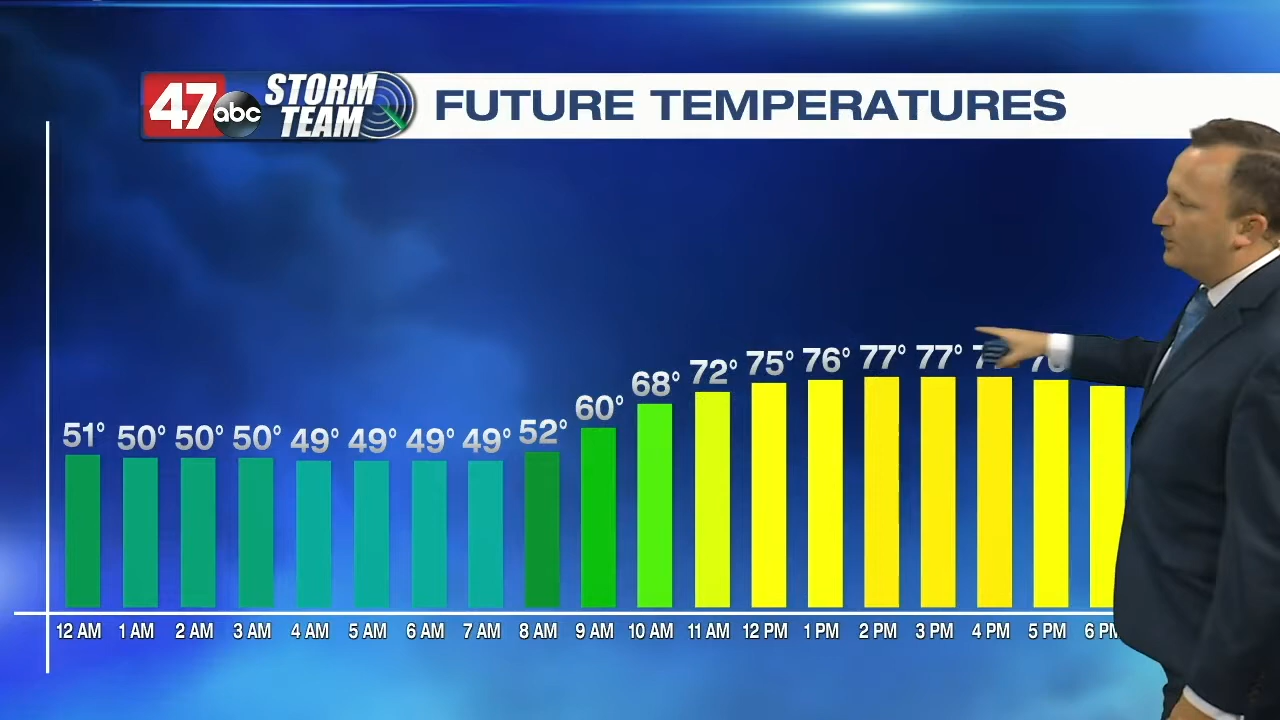 47 abc STORM TEAM
FUTURE TEMPERATURES
51° 50° 50° 50° 49° 49° 49° 49° 52° 60° 68° 72° 75° 76° 77° 77°
12 AM 1 AM 2 AM 3 AM 4 AM 5 AM 6 AM 7 AM 8 AM 9 AM 10 AM 11 AM 12 PM 1 PM 2 PM 3 PM 4 PM 5 PM 6 PM